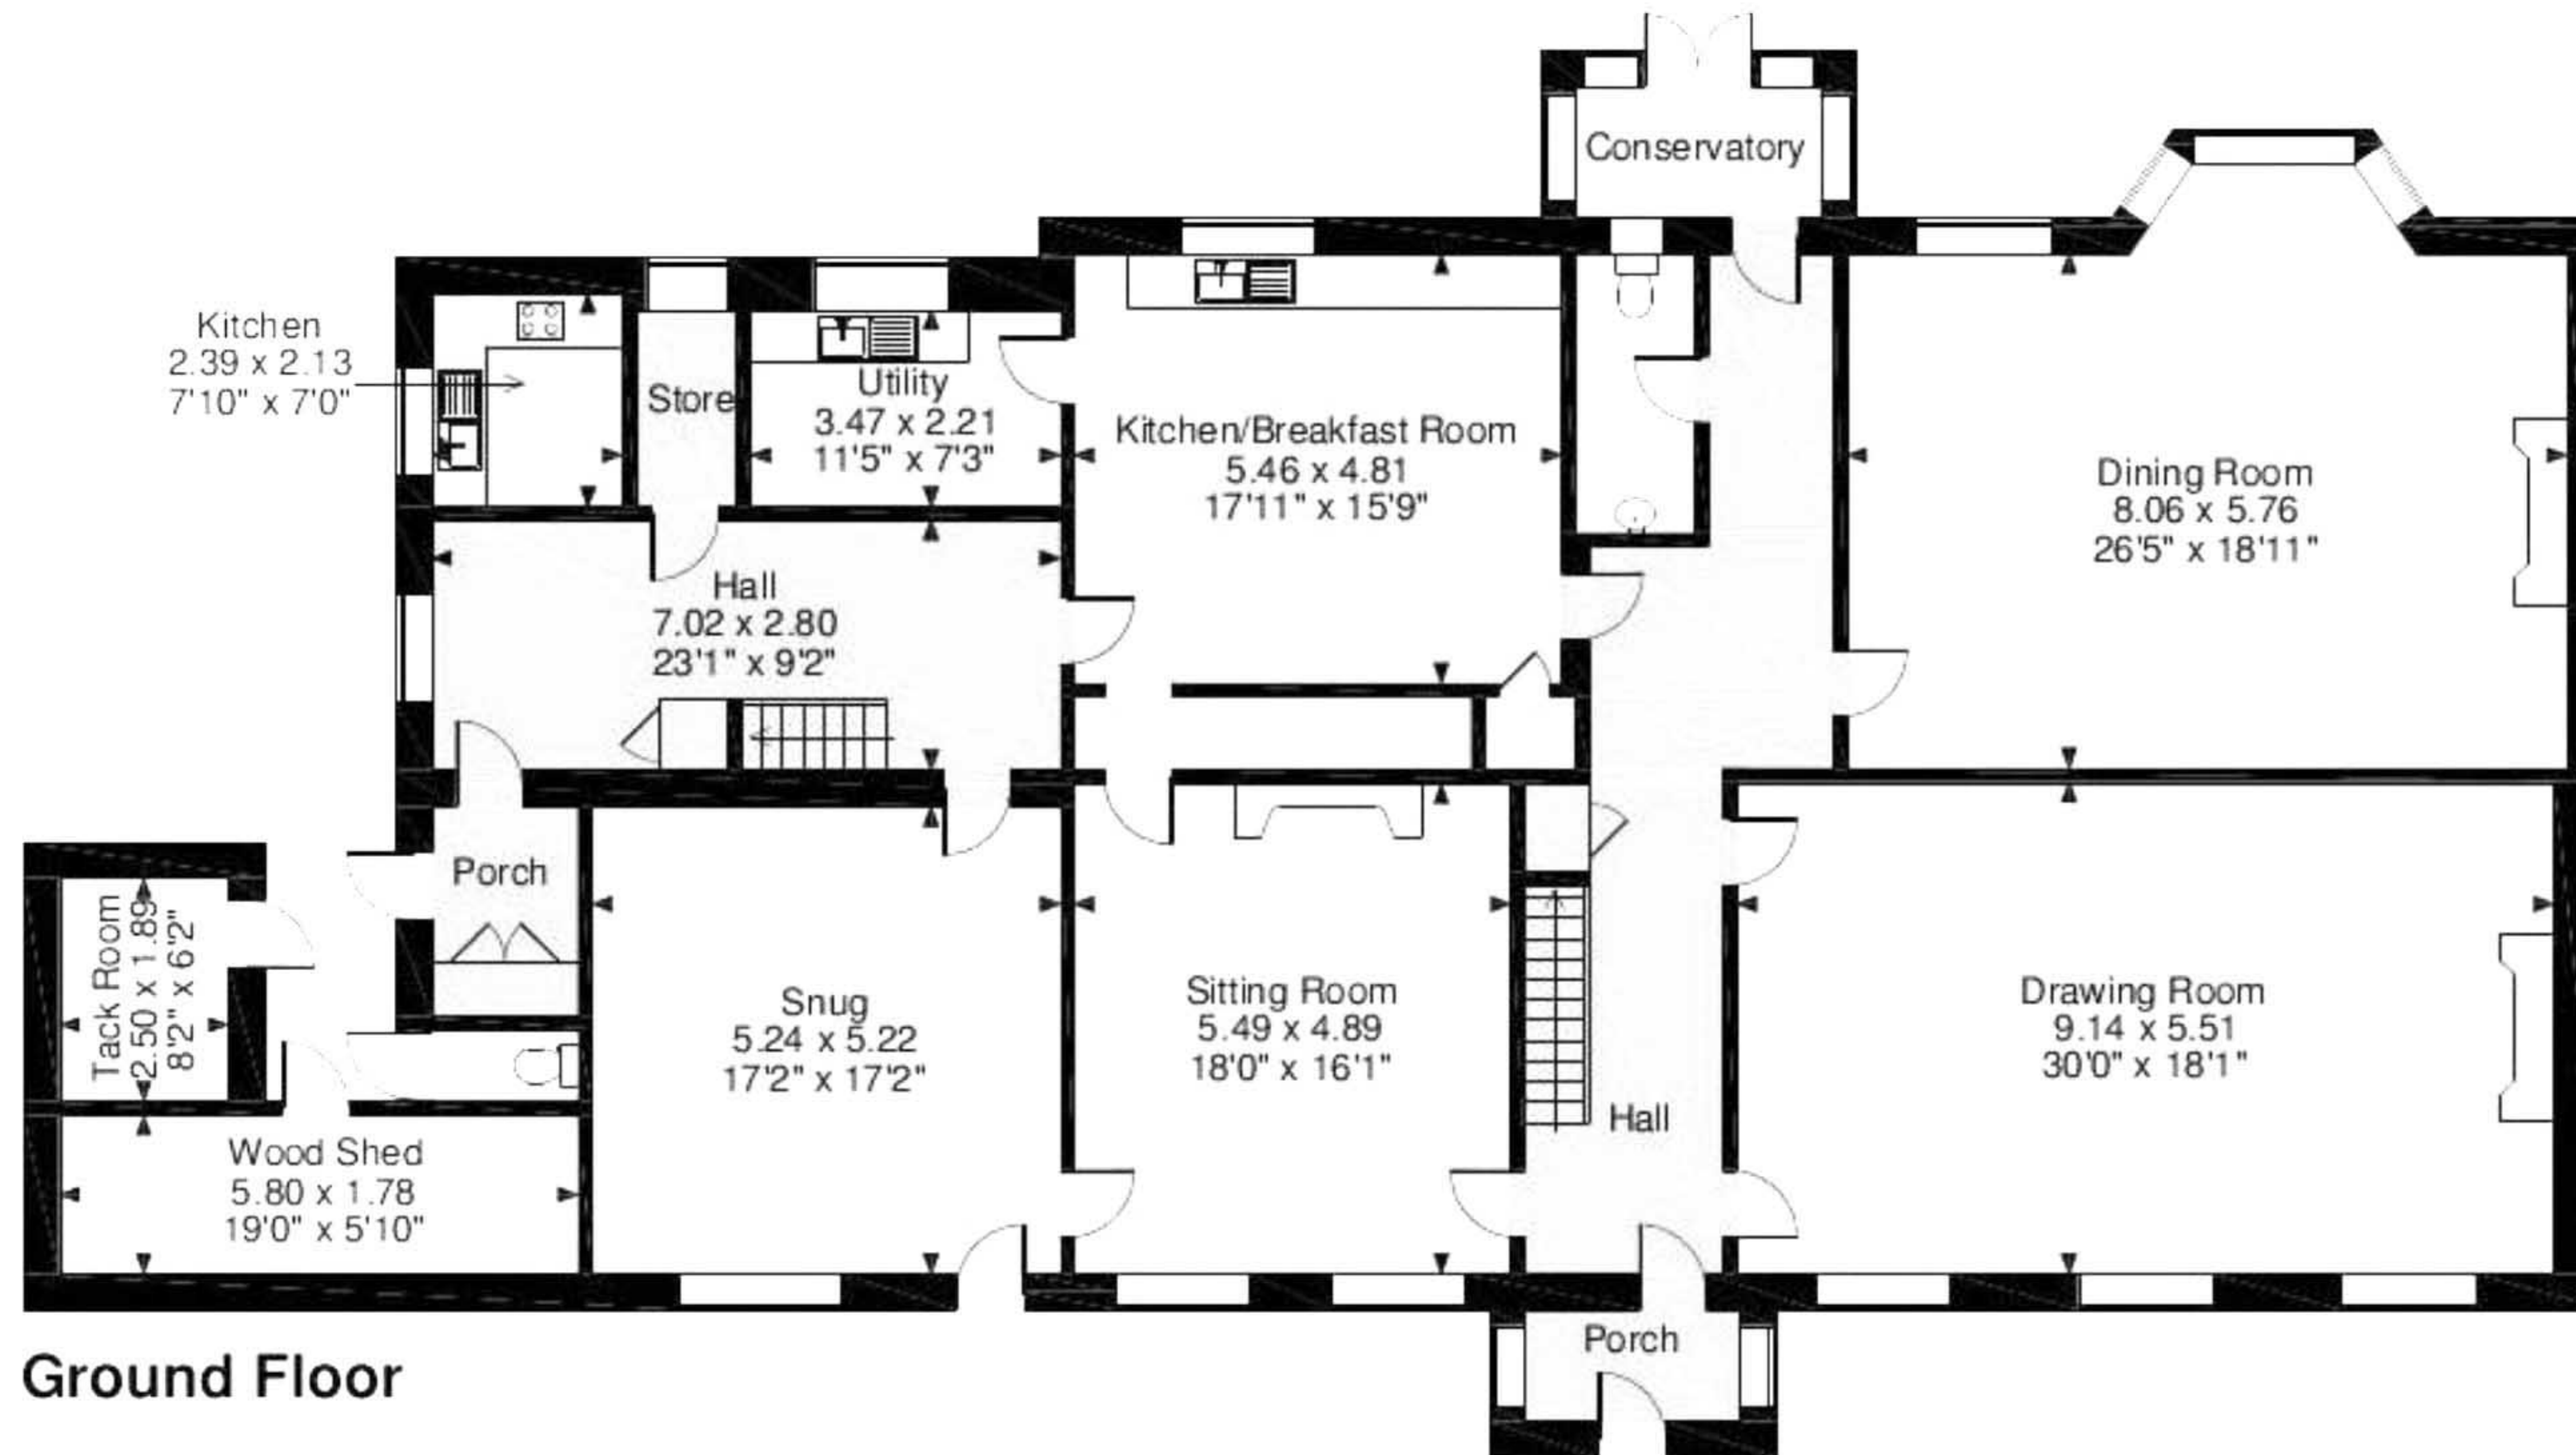 Conservatory
Kitchen
2.39 x 2.13
7'10" x 7'0"
Store
Utility
3.47 x 2.21
11'5" x 7'3"
Kitchen/Breakfast Room
5.46 x 4.81
17'11" x 15'9"
Dining Room
8.06 x 5.76
26'5" x 18'11"
Hall
7.02 x 2.80
23'1" x 9'2"
Porch
Tack Room
2.50 x 1.89
8'2" x 6'2"
Snug
5.24 x 5.22
17'2" x 17'2"
Sitting Room
5.49 x 4.89
18'0" x 16'1"
Drawing Room
9.14 x 5.51
30'0" x 18'1"
Hall
Wood Shed
5.80 x 1.78
19'0" x 5'10"
Porch
Ground Floor